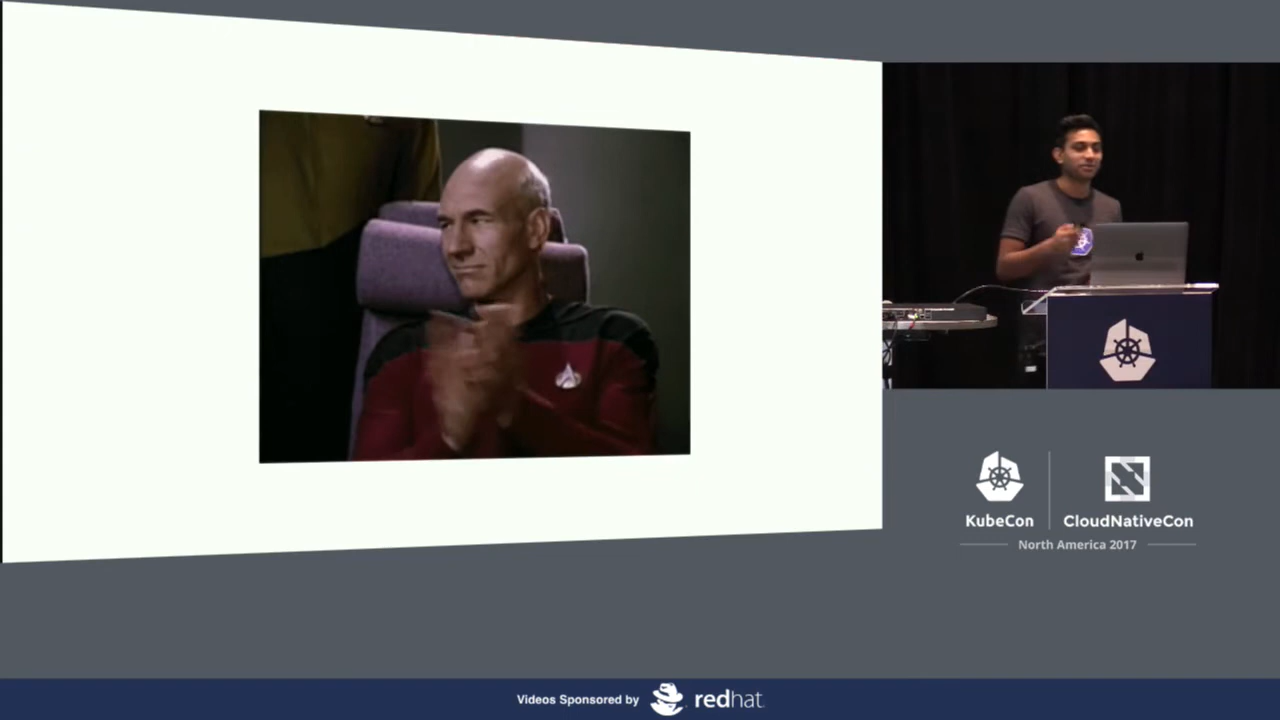 KubeCon
CloudNativeCon
North America 2017
Videos Sponsored by
redhat